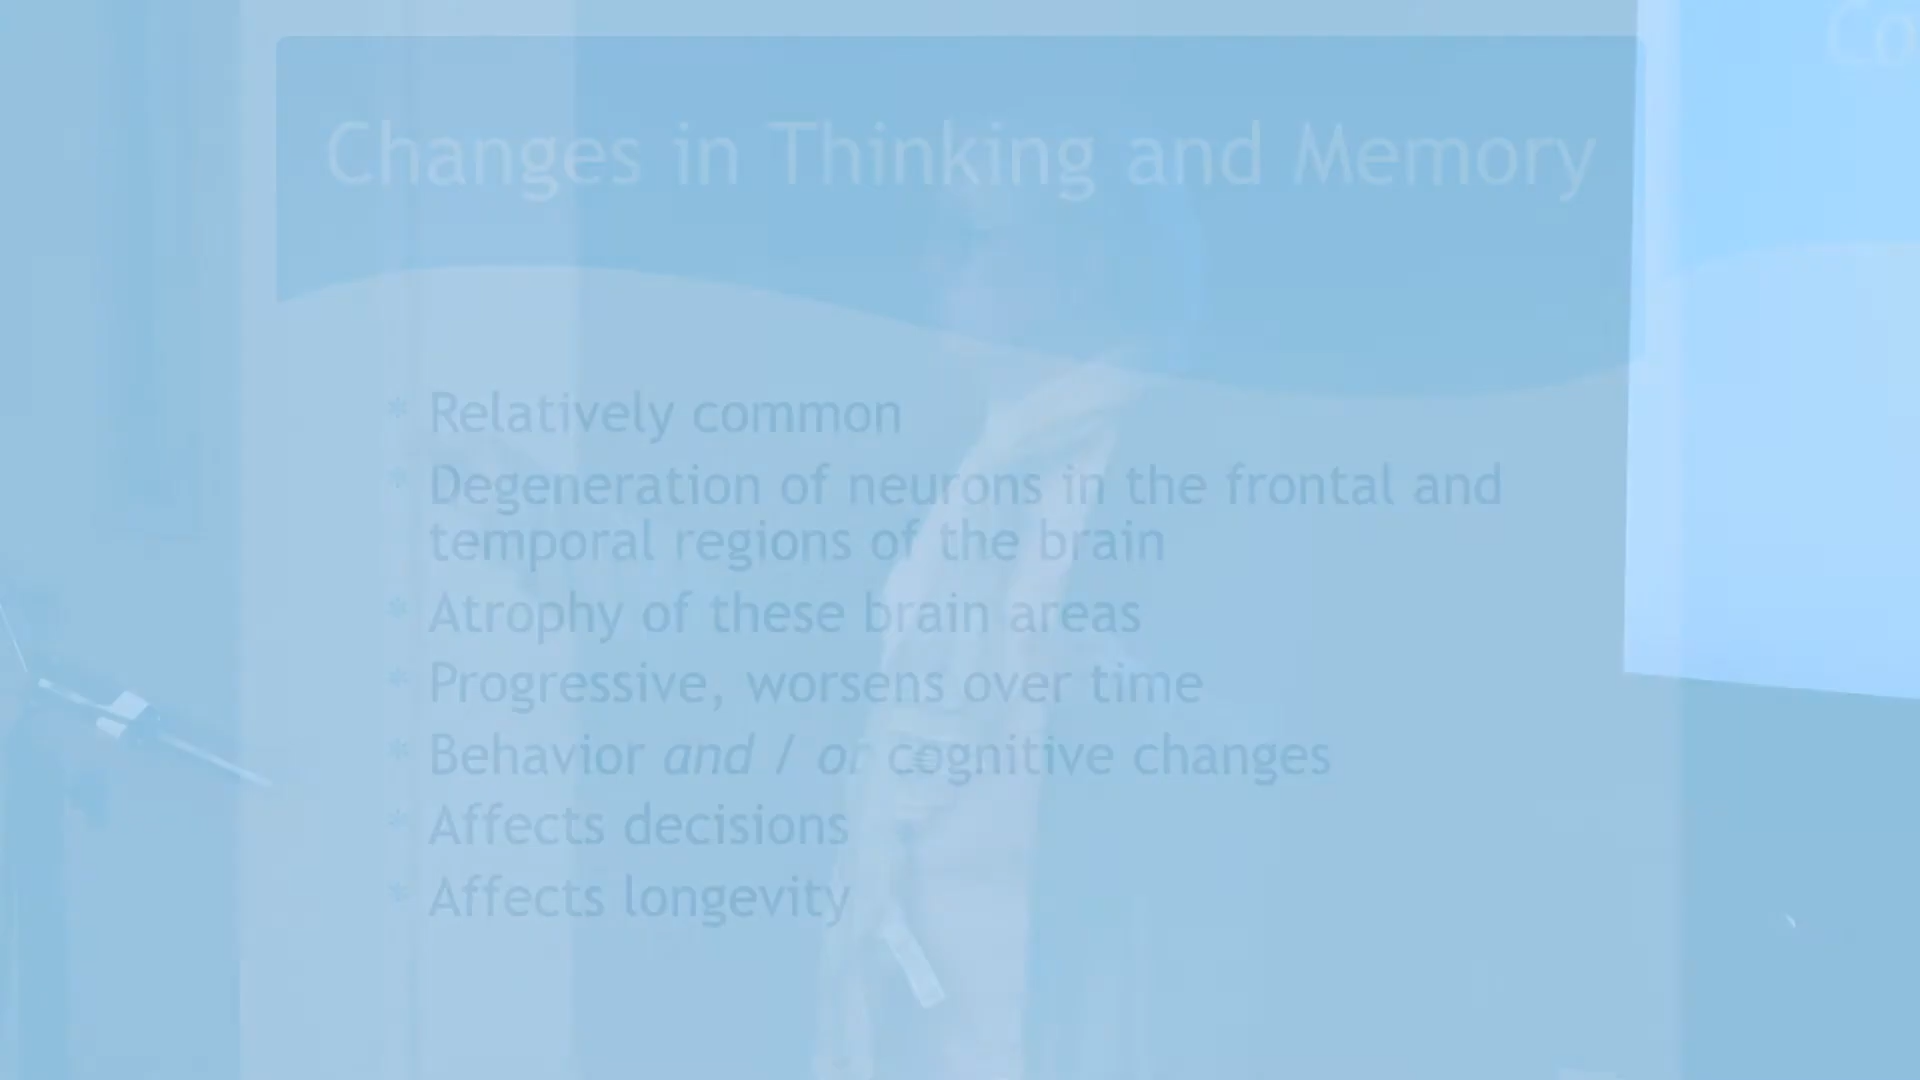 Co
Changes in Thinking and Memory
* Relatively common
* Degeneration of neurons in the frontal and
temporal regions of the brain
* Atrophy of these brain areas
* Progressive, worsens over time
* Behavior and / or cognitive changes
* Affects decisions
* Affects longevity